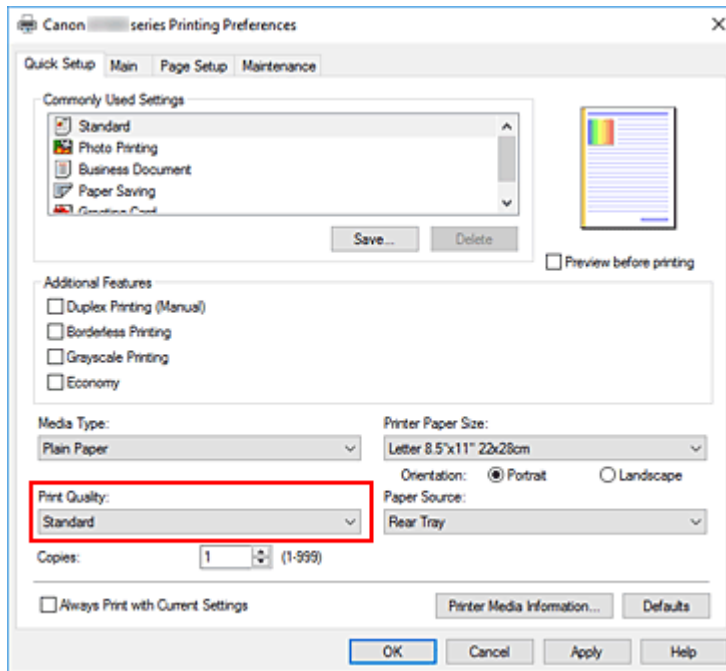 Canon series Printing Preferences
Quick Setup Main Page Setup Maintenance
Commonly Used Settings
Standard
Photo Printing
Business Document
Paper Saving
Greeting Card
Save... Delete
Preview before printing
Additional Features
Duplex Printing (Manual)
Borderless Printing
Grayscale Printing
Economy
Media Type: Printer Paper Size:
Plain Paper Letter 8.5"x11" 22x28cm
Orientation: Portrait Landscape
Print Quality: Paper Source:
Standard Rear Tray
Copies: 1 (1-999)
Always Print with Current Settings Printer Media Information... Defaults
OK Cancel Apply Help